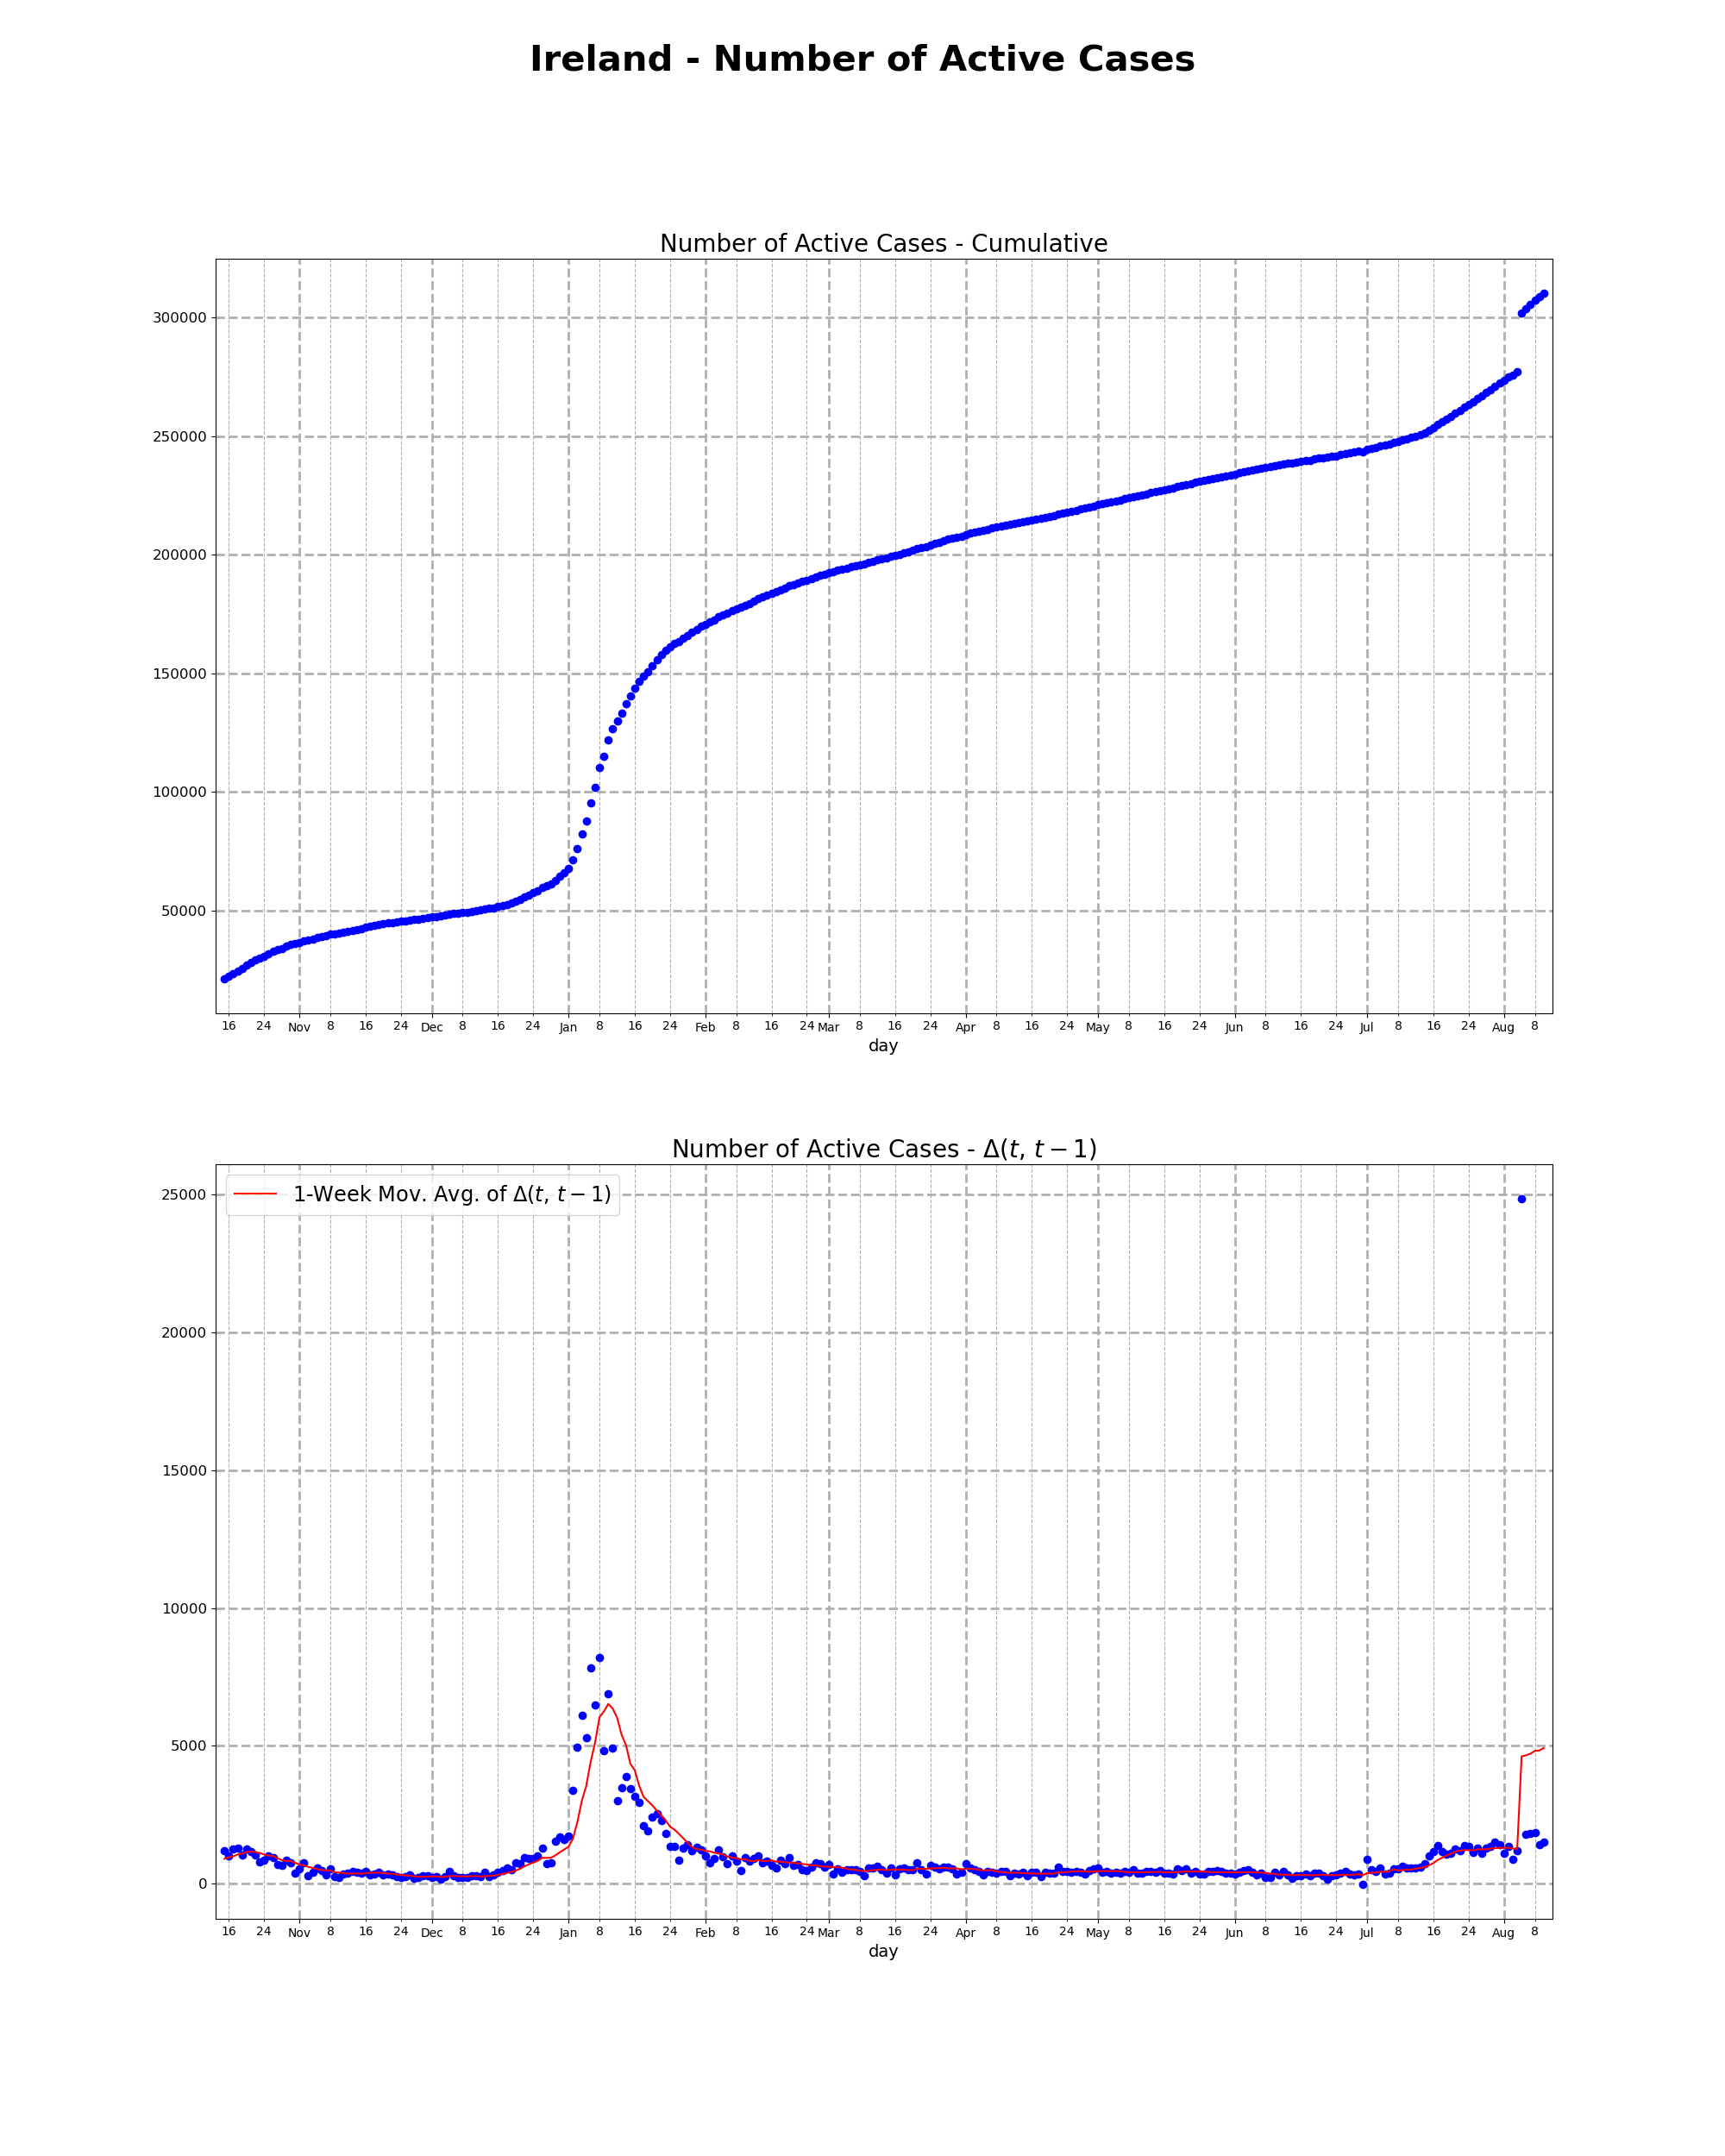 Ireland - Number of Active Cases
Number of Active Cases - Cumulative
300000
250000
200000
150000
100000
50000
16 24 Nov 8 16 24 Dec 8 16 24 Jan 8 16 24 Feb 8 16 24 Mar 8 16 24 Apr 8 16 24 May 8 16 24 Jun 8 16 24 Jul 8 16 24 Aug 8
day
Number of Active Cases - Δ(t, t − 1)
1-Week Mov. Avg. of Δ(t, t − 1)
25000
20000
15000
10000
5000
0
16 24 Nov 8 16 24 Dec 8 16 24 Jan 8 16 24 Feb 8 16 24 Mar 8 16 24 Apr 8 16 24 May 8 16 24 Jun 8 16 24 Jul 8 16 24 Aug 8
day